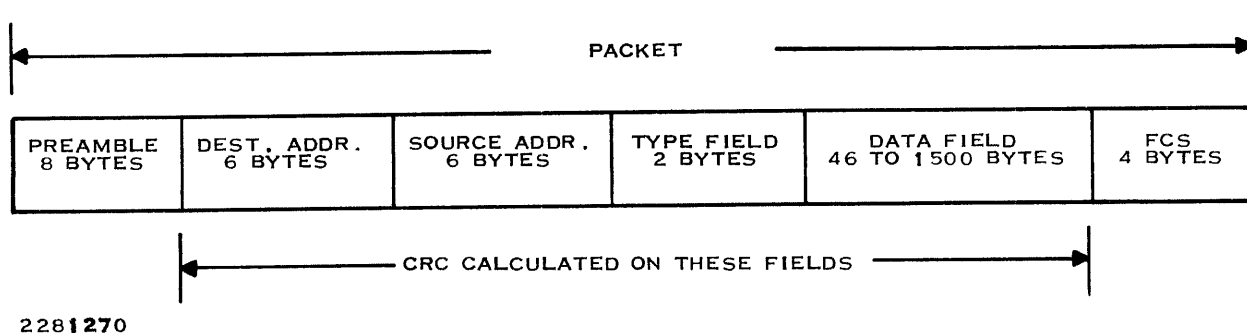 PACKET
PREAMBLE
8 BYTES
DEST. ADDR.
6 BYTES
SOURCE ADDR.
6 BYTES
TYPE FIELD
2 BYTES
DATA FIELD
46 TO 1500 BYTES
FCS
4 BYTES
CRC CALCULATED ON THESE FIELDS
2281270